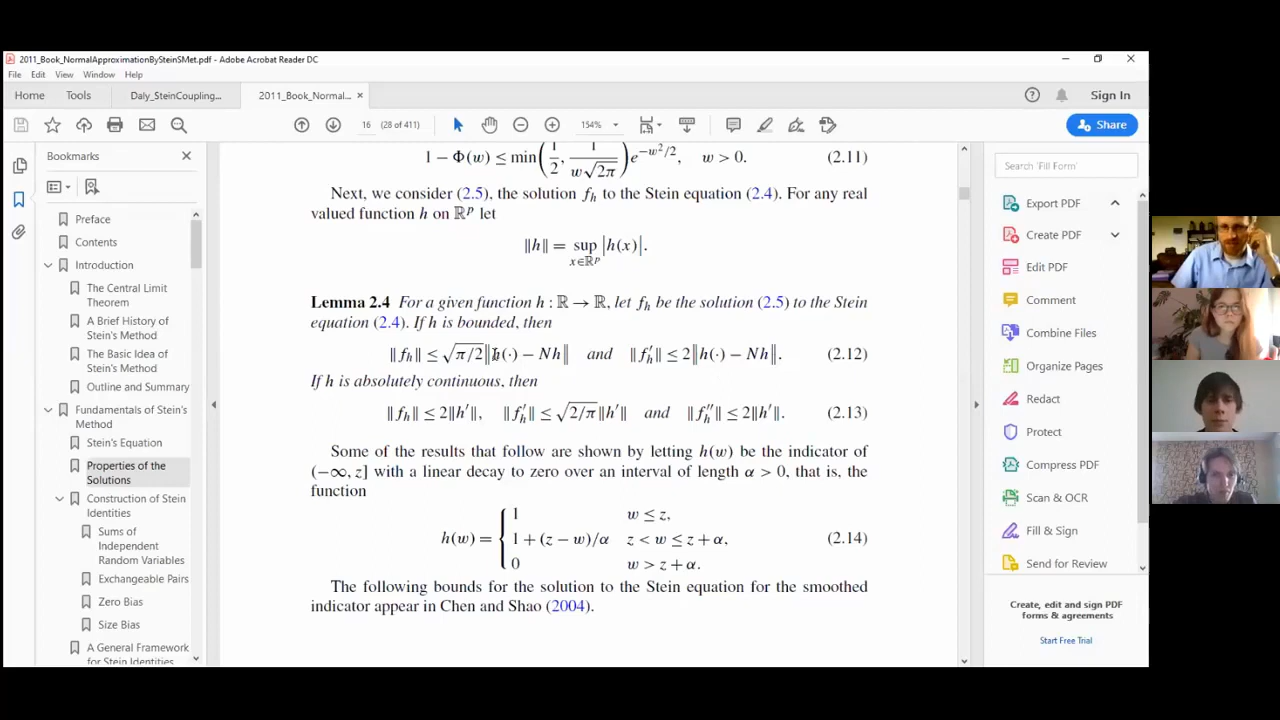 2011_Book_NormalApproximationBySteinSMet.pdf - Adobe Acrobat Reader DC
File Edit View Window Help
Home Tools Daly_SteinCoupling... 2011_Book_Normal... × Sign In
16 (28 of 411) 154% Share
Bookmarks
Preface
Contents
Introduction
The Central Limit
Theorem
A Brief History of
Stein's Method
The Basic Idea of
Stein's Method
Outline and Summary
Fundamentals of Stein's
Method
Stein's Equation
Properties of the
Solutions
Construction of Stein
Identities
Sums of
Independent
Random Variables
Exchangeable Pairs
Zero Bias
Size Bias
A General Framework
for Stein Identities
1 − Φ(w) ≤ min(1/2, 1/(w√2π)) e^{−w²/2}, w > 0. (2.11)
Next, we consider (2.5), the solution f_h to the Stein equation (2.4). For any real
valued function h on ℝ^p let
‖h‖ = sup_{x∈ℝ^p} |h(x)|.
Lemma 2.4 For a given function h : ℝ → ℝ, let f_h be the solution (2.5) to the Stein
equation (2.4). If h is bounded, then
‖f_h‖ ≤ √π/2 ‖h(·) − Nh‖ and ‖f′_h‖ ≤ 2‖h(·) − Nh‖. (2.12)
If h is absolutely continuous, then
‖f_h‖ ≤ 2‖h′‖, ‖f′_h‖ ≤ √2/π ‖h′‖ and ‖f″_h‖ ≤ 2‖h′‖. (2.13)
Some of the results that follow are shown by letting h(w) be the indicator of
(−∞, z] with a linear decay to zero over an interval of length α > 0, that is, the
function
1 w ≤ z,
h(w) = { 1 + (z − w)/α z < w ≤ z + α, (2.14)
0 w > z + α.
The following bounds for the solution to the Stein equation for the smoothed
indicator appear in Chen and Shao (2004).
Search 'Fill Form'
Export PDF
Create PDF
Edit PDF
Comment
Combine Files
Organize Pages
Redact
Protect
Compress PDF
Scan & OCR
Fill & Sign
Send for Review
Create, edit and sign PDF
forms & agreements
Start Free Trial